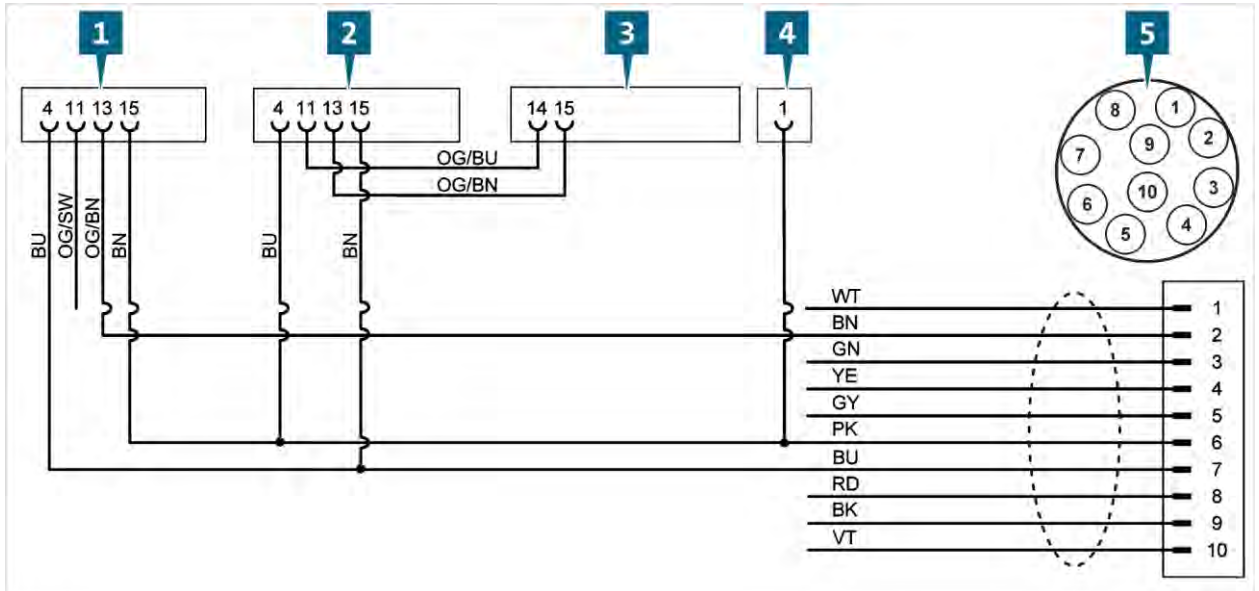 1 2 3 4 5
4 11 13 15
4 11 13 15
14 15
1
8 1
9 2
7
10 3
6
5 4
OG/BU
OG/BN
BU OG/SW OG/BN BN
BU BN
WT 1
BN 2
GN 3
YE 4
GY 5
PK 6
BU 7
RD 8
BK 9
VT 10